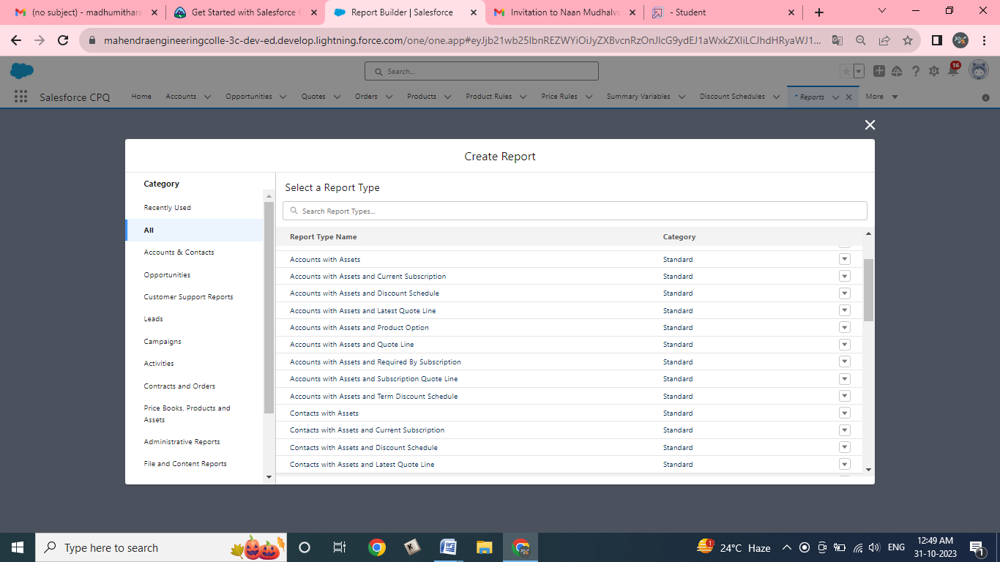 (no subject) - madhumithara
Get Started with Salesforce C
Report Builder | Salesforce
Invitation to Naan Mudhalva
- Student
mahendraengineeringcolle-3c-dev-ed.develop.lightning.force.com/one/one.app#eyJjb21wb25lbnREZWYiOiJyZXBvcnRzOnJlcG9ydEJ1aWxkZXIiLCJhdHRyaWJ1...
Search...
16
Salesforce CPQ
Home
Accounts
Opportunities
Quotes
Orders
Products
Product Rules
Price Rules
Summary Variables
Discount Schedules
* Reports
More
Create Report
Category
Recently Used
All
Accounts & Contacts
Opportunities
Customer Support Reports
Leads
Campaigns
Activities
Contracts and Orders
Price Books, Products and
Assets
Administrative Reports
File and Content Reports
Select a Report Type
Search Report Types...
Report Type Name Category
Accounts with Assets Standard
Accounts with Assets and Current Subscription Standard
Accounts with Assets and Discount Schedule Standard
Accounts with Assets and Latest Quote Line Standard
Accounts with Assets and Product Option Standard
Accounts with Assets and Quote Line Standard
Accounts with Assets and Required By Subscription Standard
Accounts with Assets and Subscription Quote Line Standard
Accounts with Assets and Term Discount Schedule Standard
Contacts with Assets Standard
Contacts with Assets and Current Subscription Standard
Contacts with Assets and Discount Schedule Standard
Contacts with Assets and Latest Quote Line Standard
Type here to search
1
24°C Haze
ENG
12:49 AM
31-10-2023
1